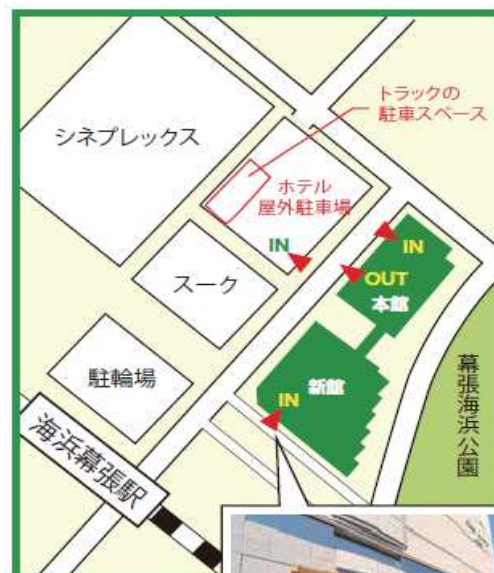 トラックの
駐車スペース
シネプレックス
ホテル
屋外駐車場
IN
IN
OUT
本館
スーク
駐輪場
新館
IN
幕張海浜公園
海浜幕張駅